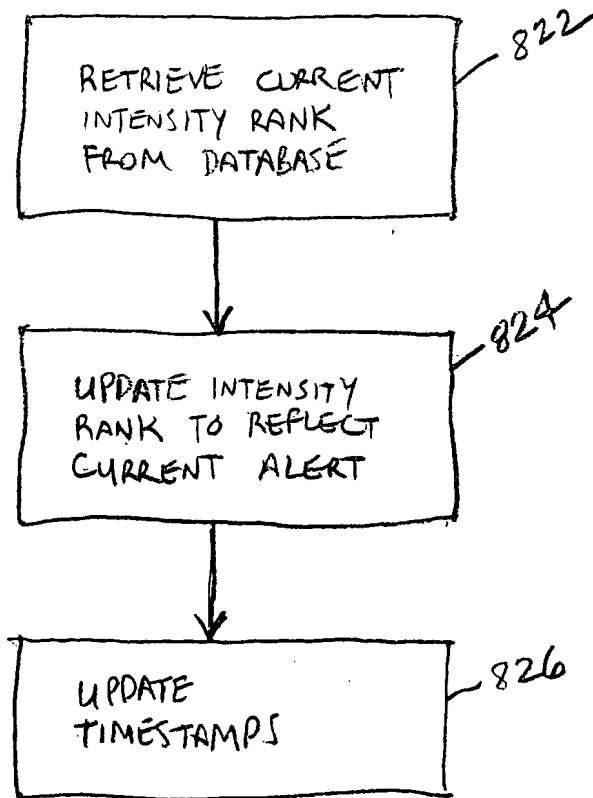 822
RETRIEVE CURRENT
INTENSITY RANK
FROM DATABASE
824
UPDATE INTENSITY
RANK TO REFLECT
CURRENT ALERT
826
UPDATE
TIMESTAMPS